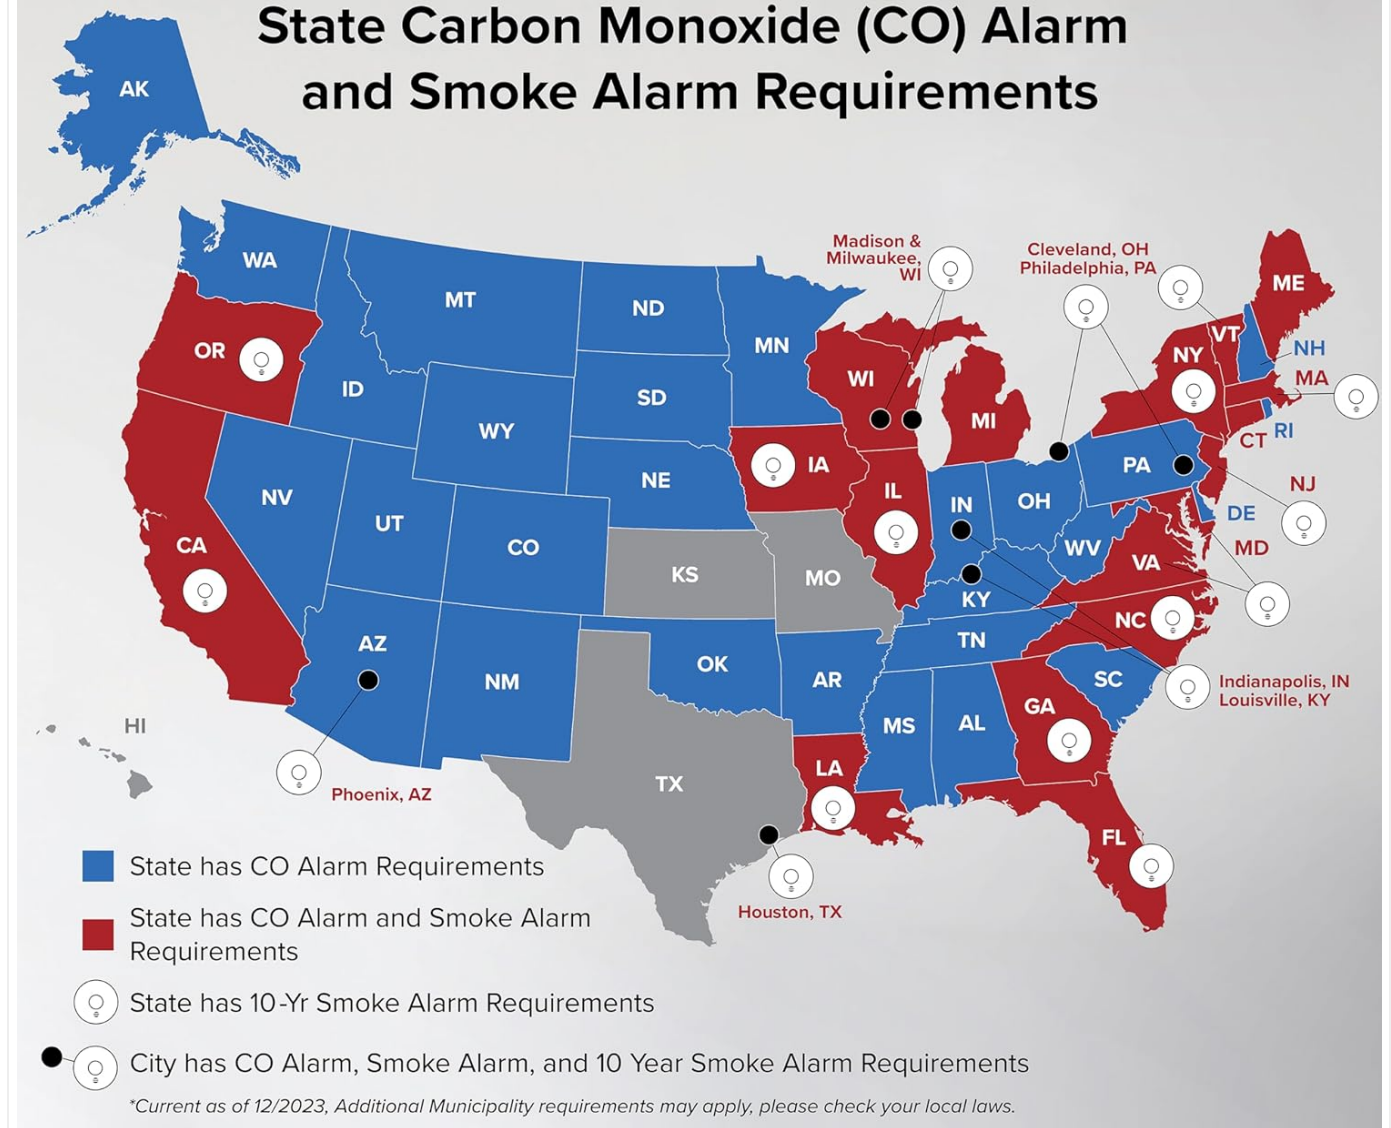 State Carbon Monoxide (CO) Alarm
and Smoke Alarm Requirements
AK
WA
MT
ND
MN
OR
ID
WY
SD
NE
IA
WI
MI
Madison &
Milwaukee,
WI
Cleveland, OH
Philadelphia, PA
ME
VT
NY
NH
MA
CT
RI
PA
NJ
DE
MD
NV
UT
CO
CA
KS
MO
IL
IN
OH
WV
VA
KY
NC
TN
AZ
NM
OK
AR
SC
MS
AL
GA
Indianapolis, IN
Louisville, KY
HI
TX
LA
FL
Phoenix, AZ
Houston, TX
State has CO Alarm Requirements
State has CO Alarm and Smoke Alarm
Requirements
State has 10-Yr Smoke Alarm Requirements
City has CO Alarm, Smoke Alarm, and 10 Year Smoke Alarm Requirements
*Current as of 12/2023, Additional Municipality requirements may apply, please check your local laws.